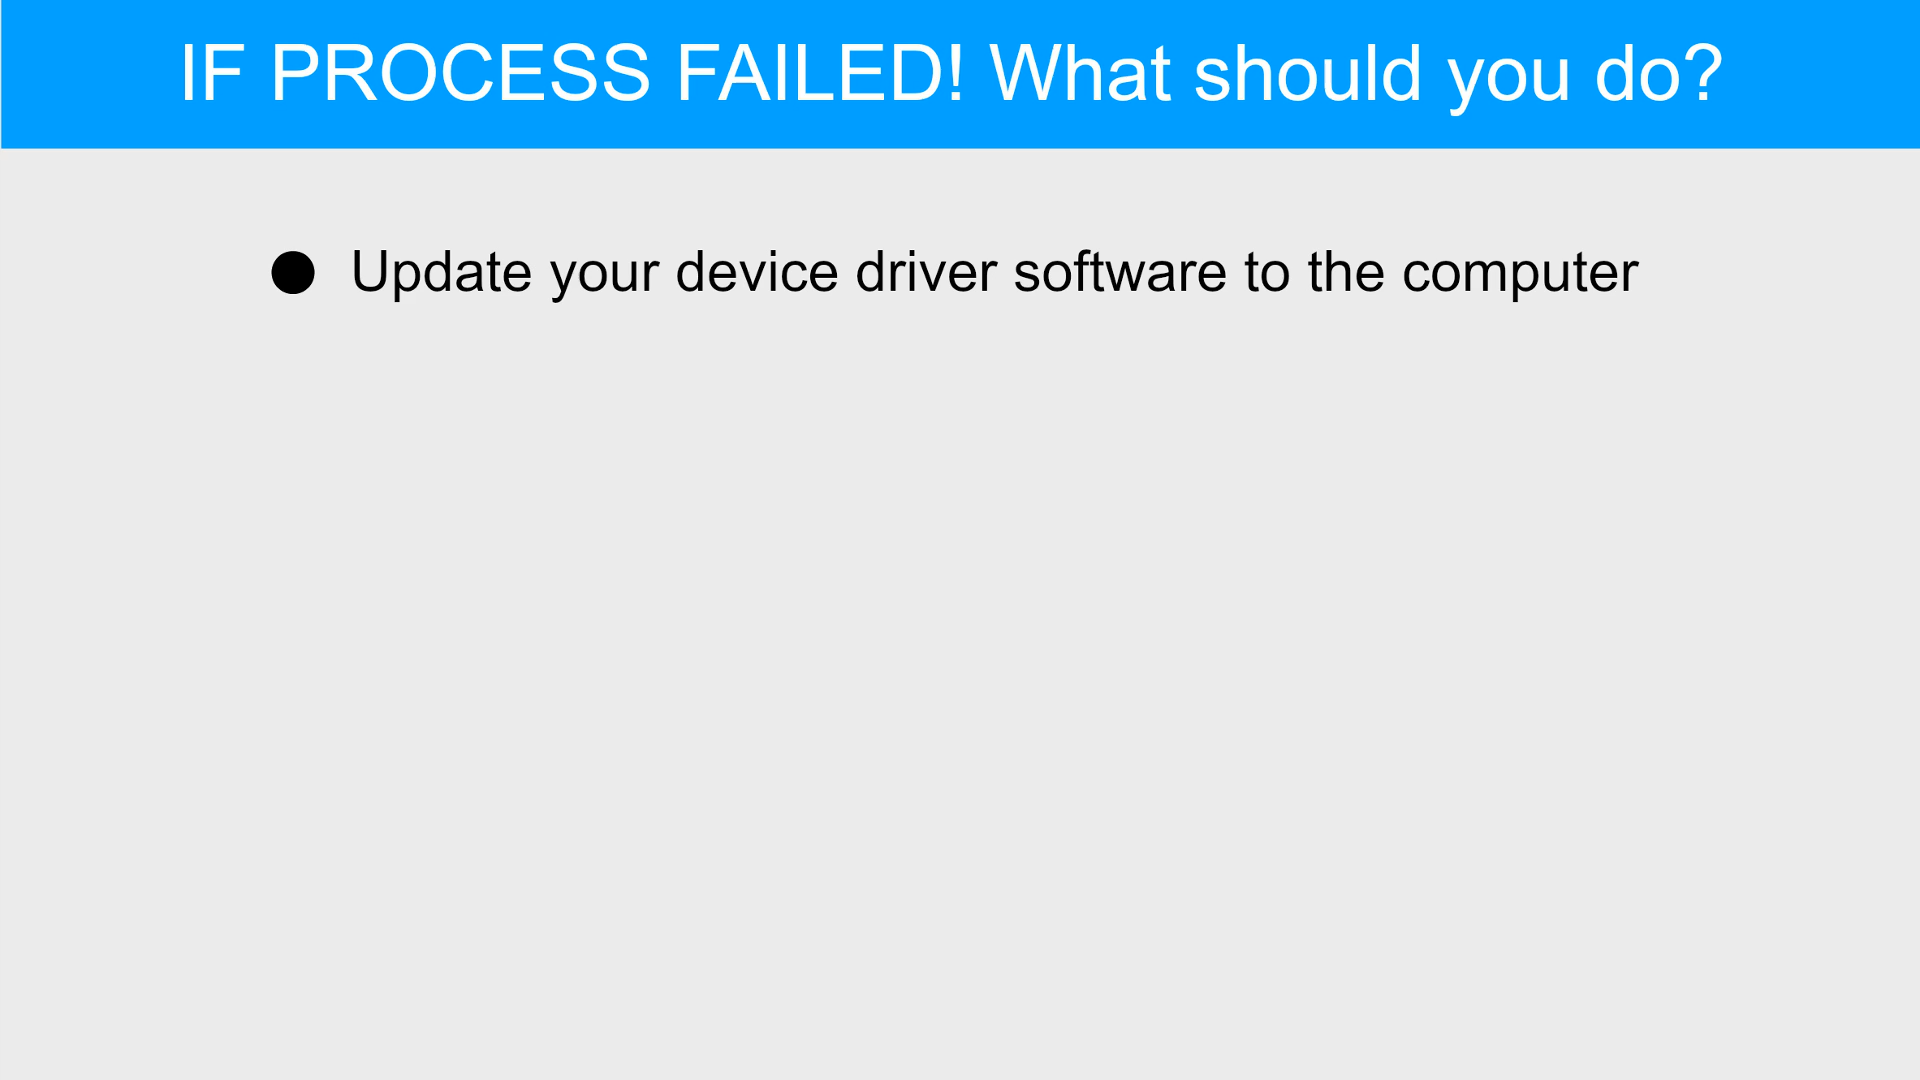 IF PROCESS FAILED! What should you do?
● Update your device driver software to the computer